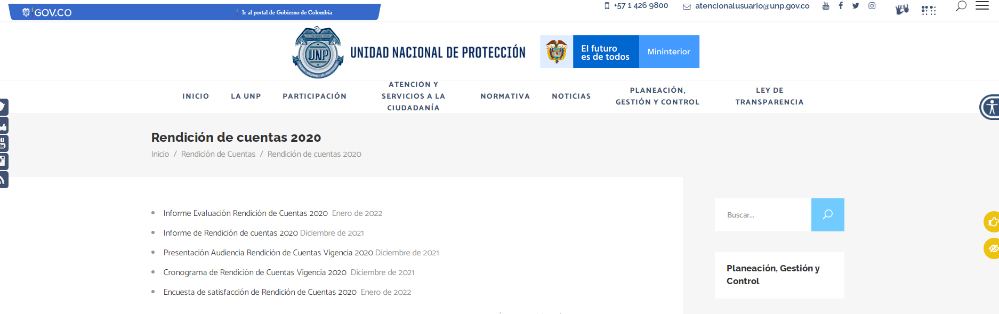 GOV.CO
Ir al portal de Gobierno de Colombia
+57 1 426 9800
atencionalusuario@unp.gov.co
UNP
UNIDAD NACIONAL DE PROTECCIÓN
El futuro
es de todos
Mininterior
INICIO
LA UNP
PARTICIPACIÓN
ATENCIÓN Y
SERVICIOS A LA
CIUDADANÍA
NORMATIVA
NOTICIAS
PLANEACIÓN,
GESTIÓN Y CONTROL
LEY DE
TRANSPARENCIA
Rendición de cuentas 2020
Inicio / Rendición de Cuentas / Rendición de cuentas 2020
Informe Evaluación Rendición de Cuentas 2020 Enero de 2022
Informe de Rendición de cuentas 2020 Diciembre de 2021
Presentación Audiencia Rendición de Cuentas Vigencia 2020 Diciembre de 2021
Cronograma de Rendición de Cuentas Vigencia 2020 Diciembre de 2021
Encuesta de satisfacción de Rendición de Cuentas 2020 Enero de 2022
Buscar...
Planeación, Gestión y
Control